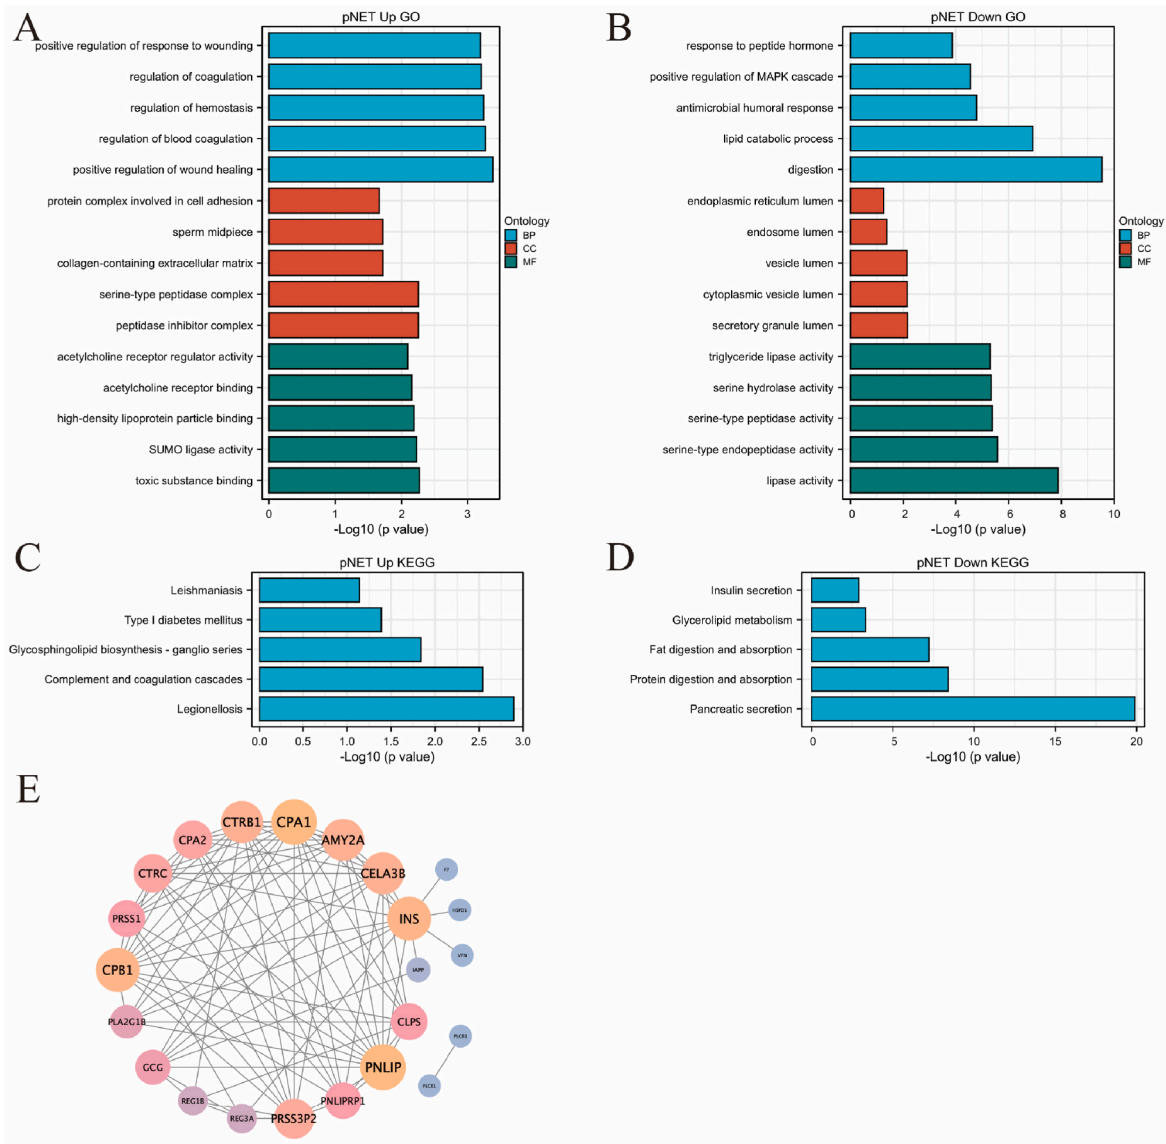 A
pNET Up GO
positive regulation of response to wounding
regulation of coagulation
regulation of hemostasis
regulation of blood coagulation
positive regulation of wound healing
protein complex involved in cell adhesion
sperm midpiece
collagen-containing extracellular matrix
serine-type peptidase complex
peptidase inhibitor complex
acetylcholine receptor regulator activity
acetylcholine receptor binding
high-density lipoprotein particle binding
SUMO ligase activity
toxic substance binding
0 1 2 3
-Log10 (p value)
Ontology
BP
CC
MF
B
pNET Down GO
response to peptide hormone
positive regulation of MAPK cascade
antimicrobial humoral response
lipid catabolic process
digestion
endoplasmic reticulum lumen
endosome lumen
vesicle lumen
cytoplasmic vesicle lumen
secretory granule lumen
triglyceride lipase activity
serine hydrolase activity
serine-type peptidase activity
serine-type endopeptidase activity
lipase activity
0 2 4 6 8 10
-Log10 (p value)
Ontology
BP
CC
MF
C
pNET Up KEGG
Leishmaniasis
Type I diabetes mellitus
Glycosphingolipid biosynthesis - ganglio series
Complement and coagulation cascades
Legionellosis
0.0 0.5 1.0 1.5 2.0 2.5 3.0
-Log10 (p value)
D
pNET Down KEGG
Insulin secretion
Glycerolipid metabolism
Fat digestion and absorption
Protein digestion and absorption
Pancreatic secretion
0 5 10 15 20
-Log10 (p value)
E
CTRB1
CPA1
AMY2A
CPA2
CELA3B
CTRC
F7
HSPD1
PRSS1
INS
VTN
CPB1
IAPP
PLA2G1B
CLPS
GCG
PNLIP
REG1B
PNLIPRP1
REG3A
PRSS3P2